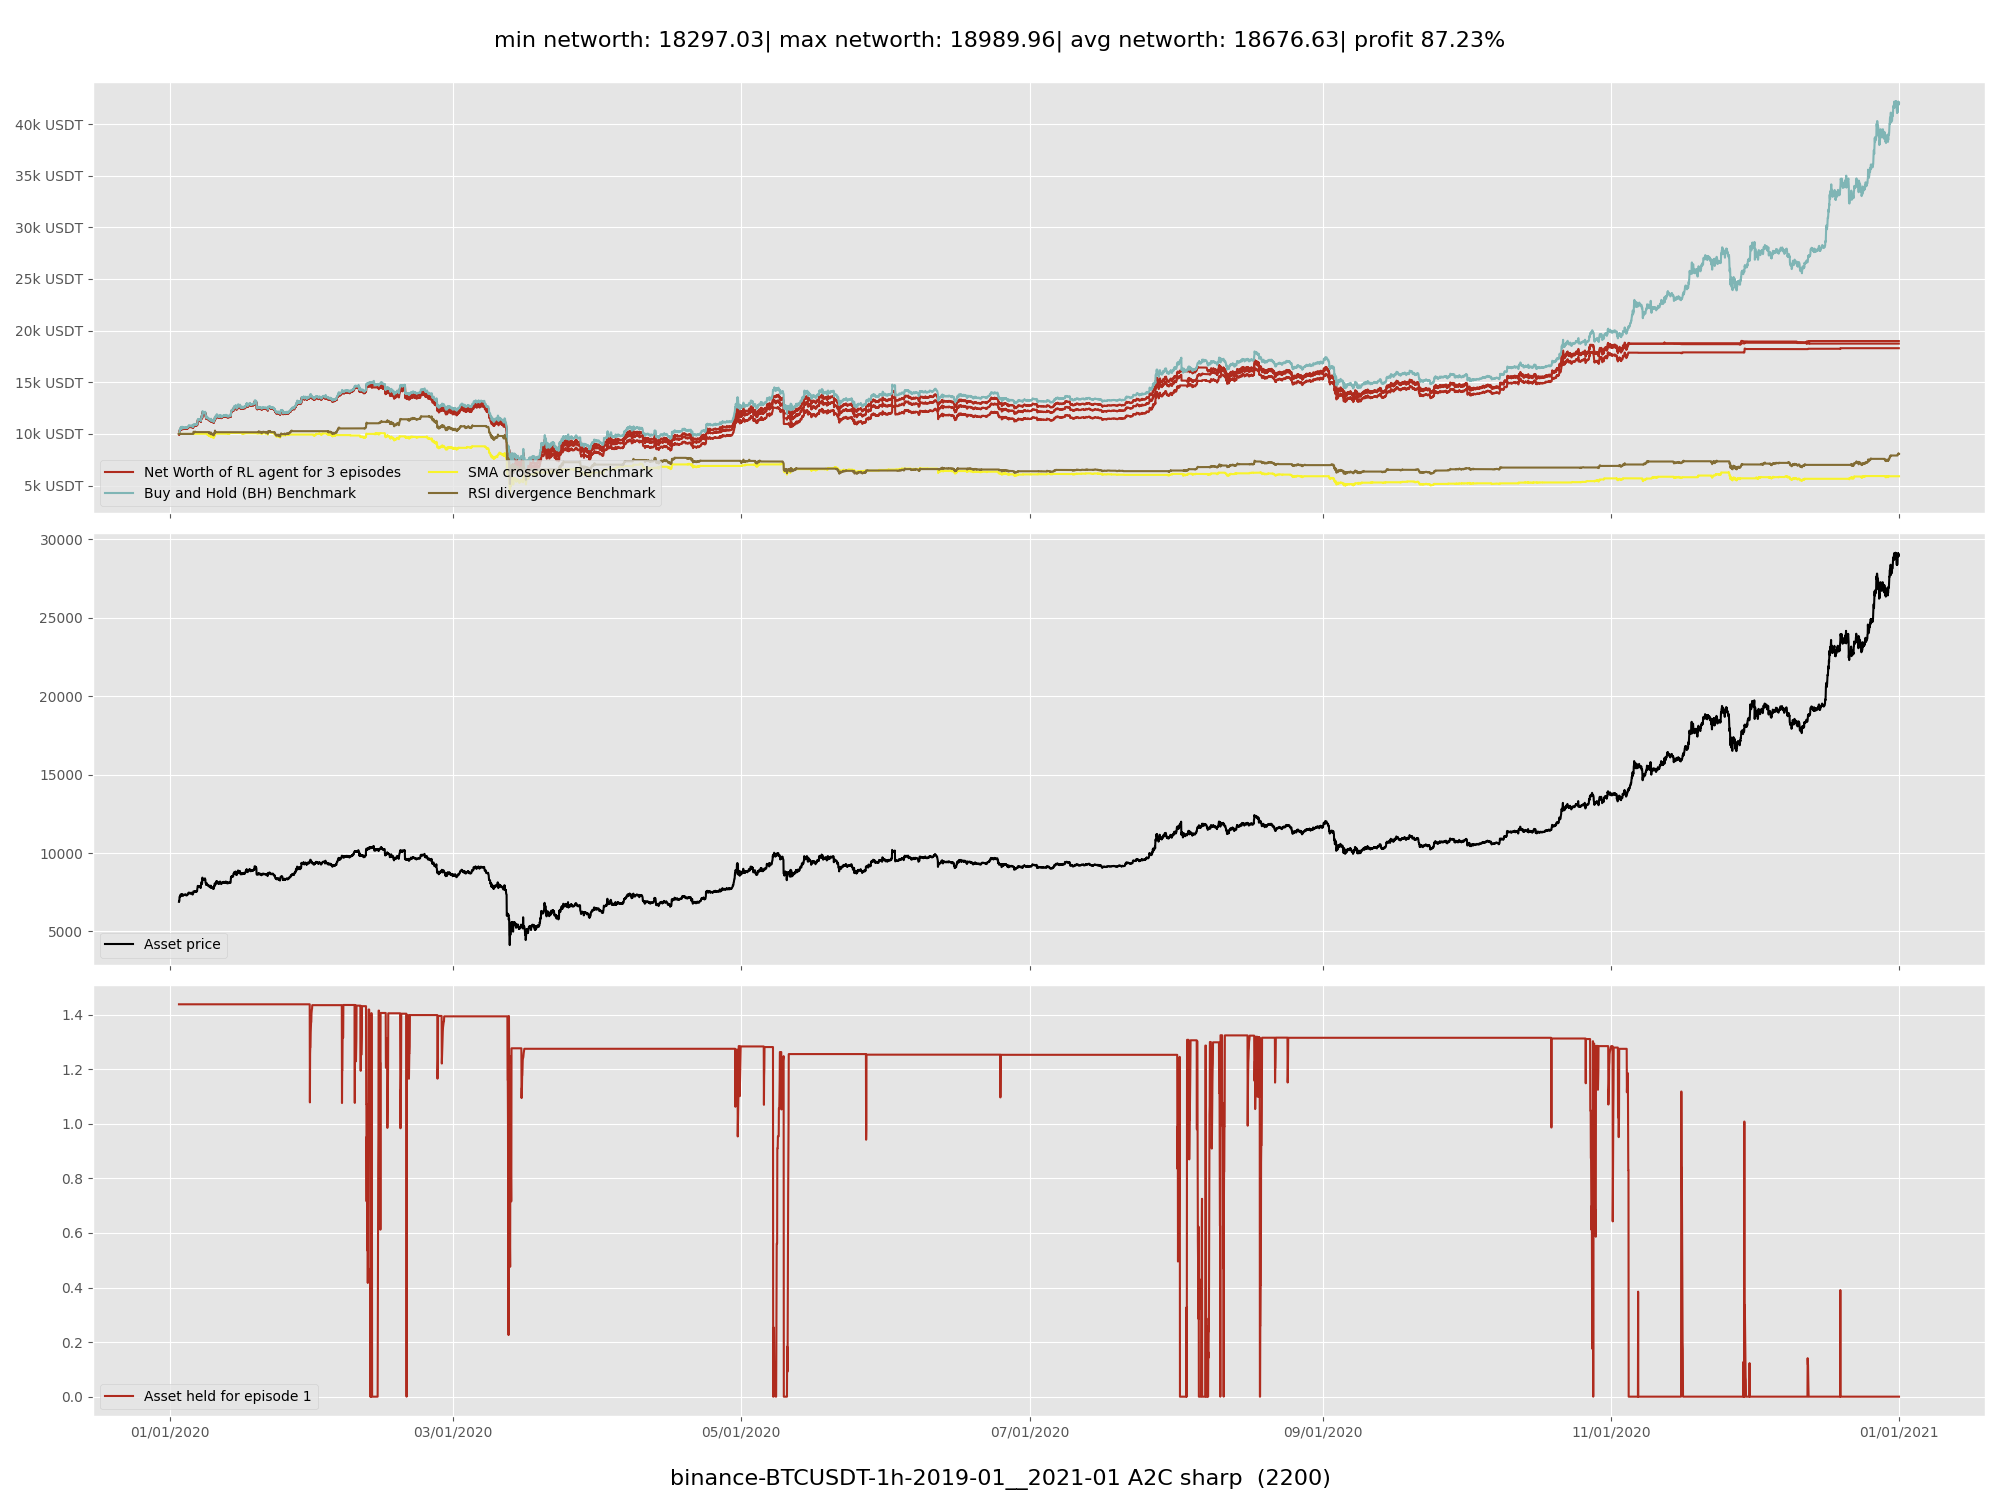 min networth: 18297.03| max networth: 18989.96| avg networth: 18676.63| profit 87.23%
40k USDT
35k USDT
30k USDT
25k USDT
20k USDT
15k USDT
10k USDT
5k USDT
Net Worth of RL agent for 3 episodes
Buy and Hold (BH) Benchmark
SMA crossover Benchmark
RSI divergence Benchmark
30000
25000
20000
15000
10000
5000
Asset price
1.4
1.2
1.0
0.8
0.6
0.4
0.2
0.0
Asset held for episode 1
01/01/2020
03/01/2020
05/01/2020
07/01/2020
09/01/2020
11/01/2020
01/01/2021
binance-BTCUSDT-1h-2019-01__2021-01 A2C sharp  (2200)